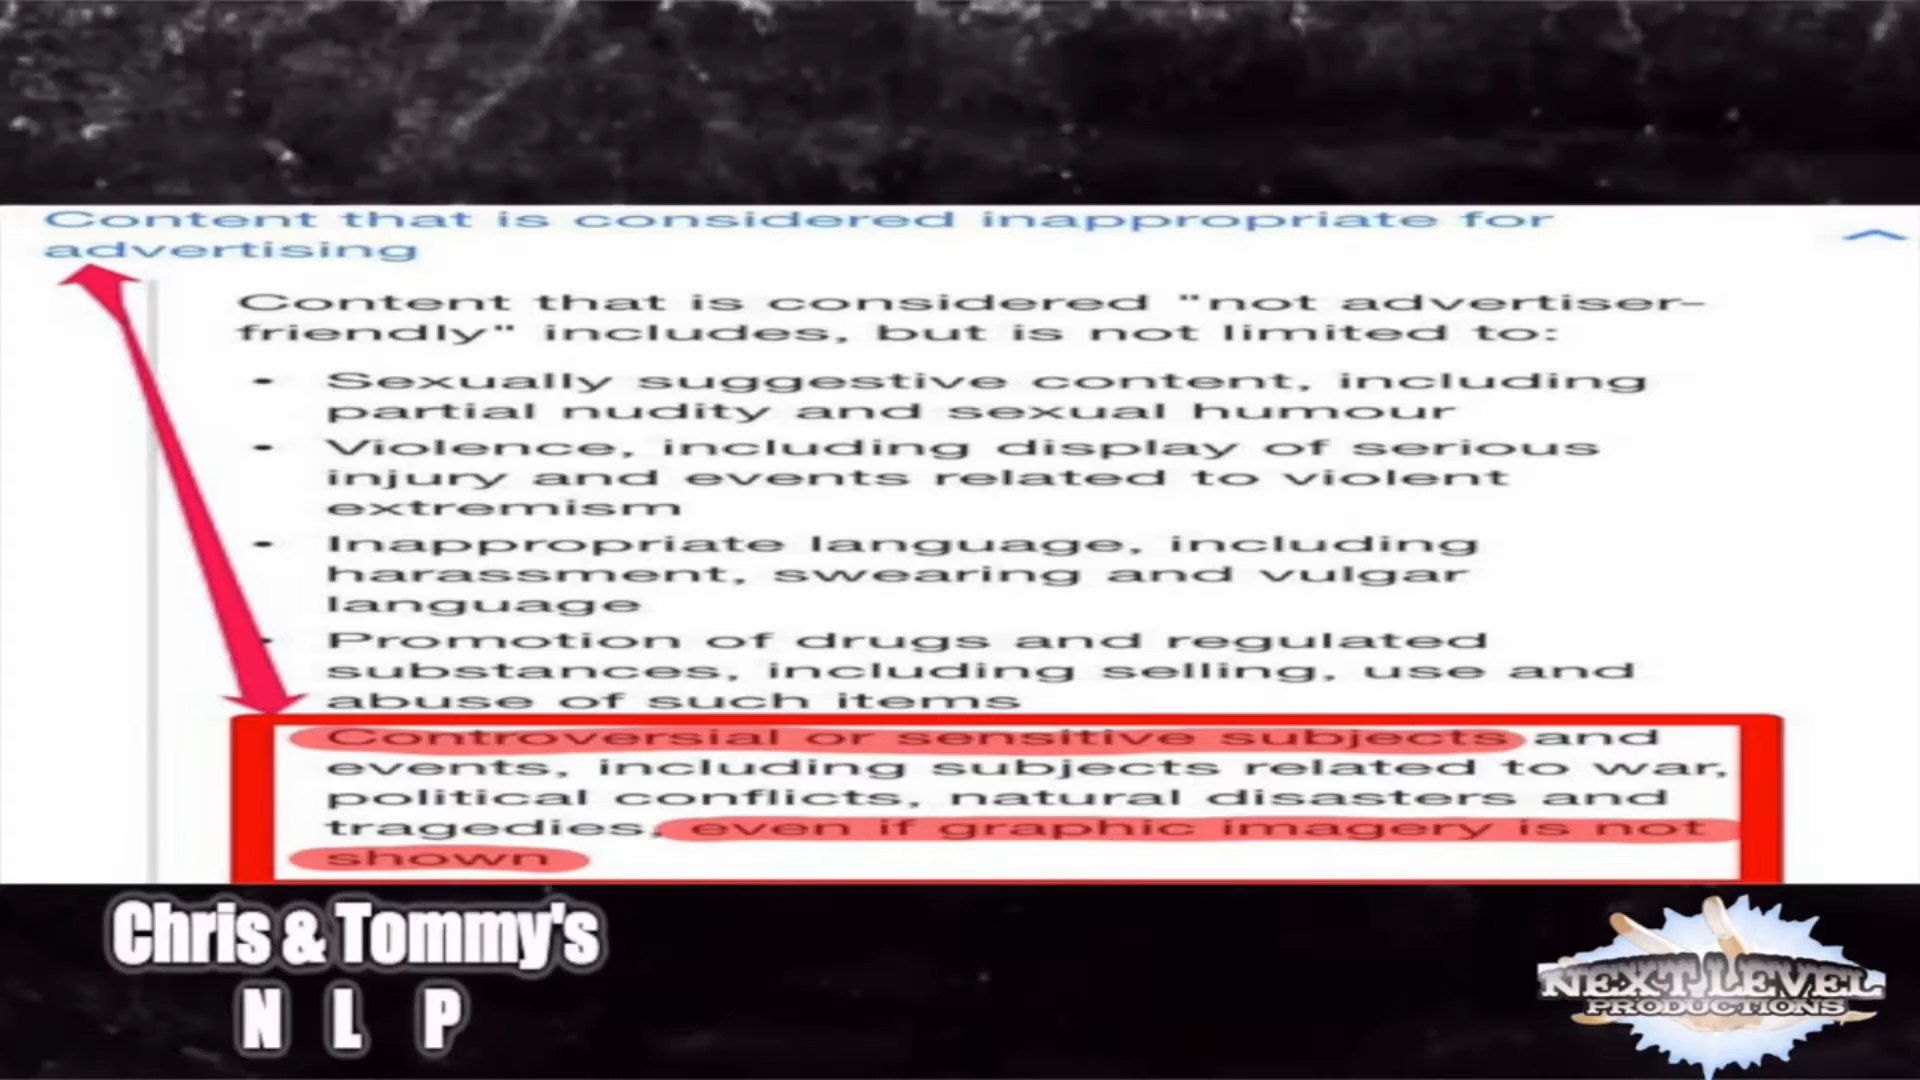 Content that is considered inappropriate for
advertising
Content that is considered "not advertiser-
friendly" includes, but is not limited to:
• Sexually suggestive content, including
partial nudity and sexual humour
• Violence, including display of serious
injury and events related to violent
extremism
• Inappropriate language, including
harassment, swearing and vulgar
language
• Promotion of drugs and regulated
substances, including selling, use and
abuse of such items
Controversial or sensitive subjects and
events, including subjects related to war,
political conflicts, natural disasters and
tragedies, even if graphic imagery is not
shown
Chris & Tommy's
N L P
NEXT LEVEL
PRODUCTIONS